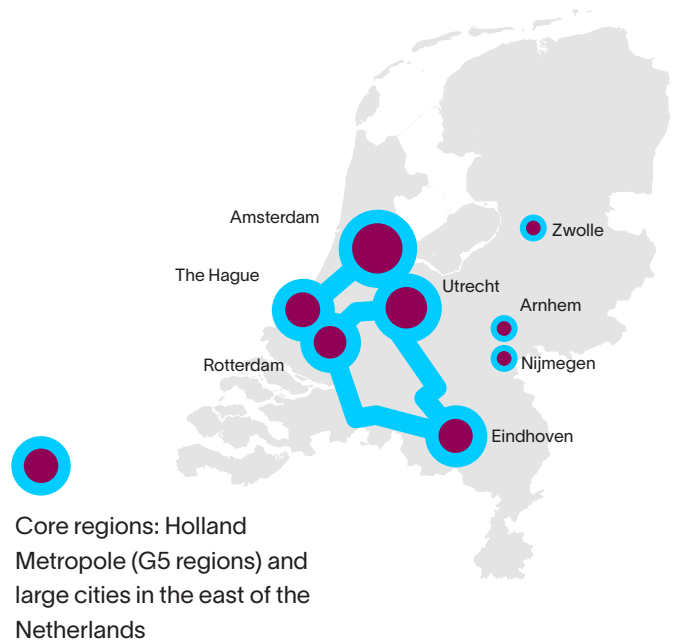 Amsterdam
Zwolle
The Hague
Utrecht
Arnhem
Rotterdam
Nijmegen
Eindhoven
Core regions: Holland
Metropole (G5 regions) and
large cities in the east of the
Netherlands